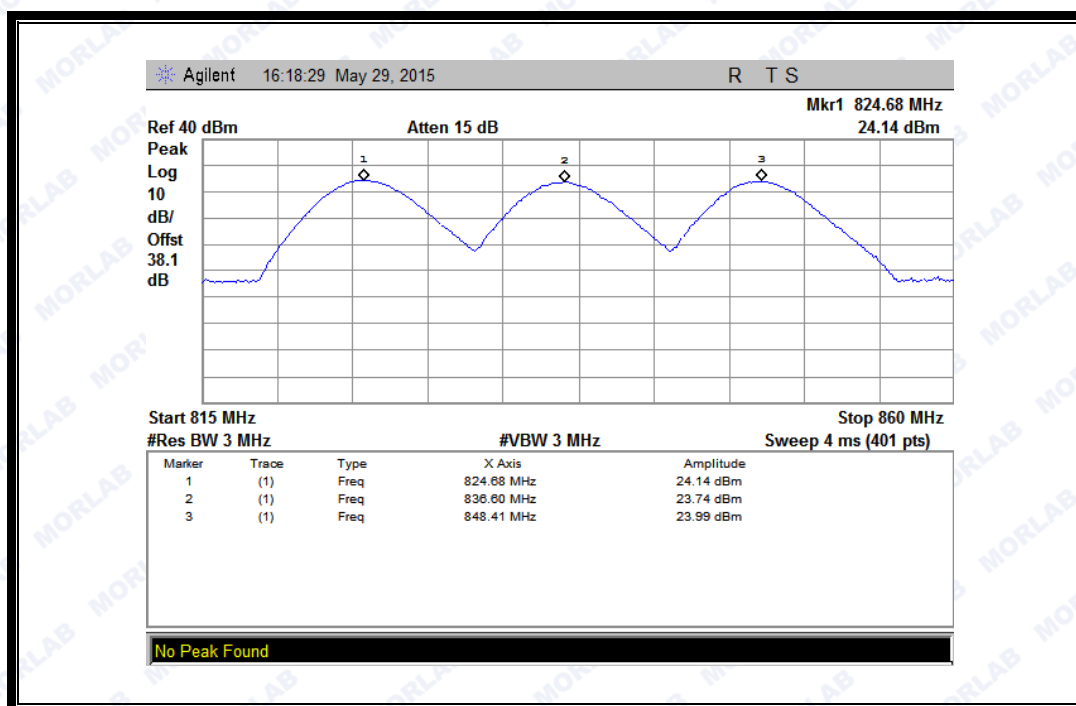 Agilent 16:18:29 May 29, 2015 R T S
Mkr1 824.68 MHz
Ref 40 dBm Atten 15 dB 24.14 dBm
Peak
Log
10
dB/
Offst
38.1
dB
1 2 3
Start 815 MHz Stop 860 MHz
#Res BW 3 MHz #VBW 3 MHz Sweep 4 ms (401 pts)
Marker Trace Type X Axis Amplitude
1 (1) Freq 824.68 MHz 24.14 dBm
2 (1) Freq 836.60 MHz 23.74 dBm
3 (1) Freq 848.41 MHz 23.99 dBm
No Peak Found
MORLAB